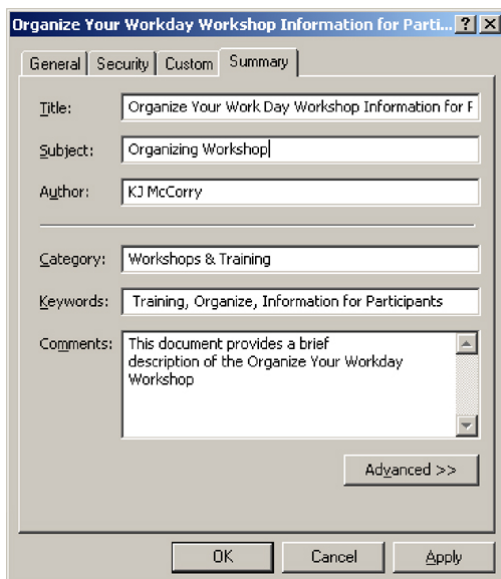 Organize Your Workday Workshop Information for Parti... ? X
General Security Custom Summary
Title: Organize Your Work Day Workshop Information for F
Subject: Organizing Workshop
Author: KJ McCorry
Category: Workshops & Training
Keywords: Training, Organize, Information for Participants
Comments: This document provides a brief
description of the Organize Your Workday
Workshop
Advanced >>
OK Cancel Apply